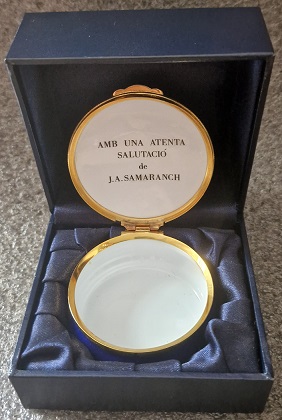 AMB UNA ATENTA
SALUTACIÓ
de
J.A. SAMARANCH